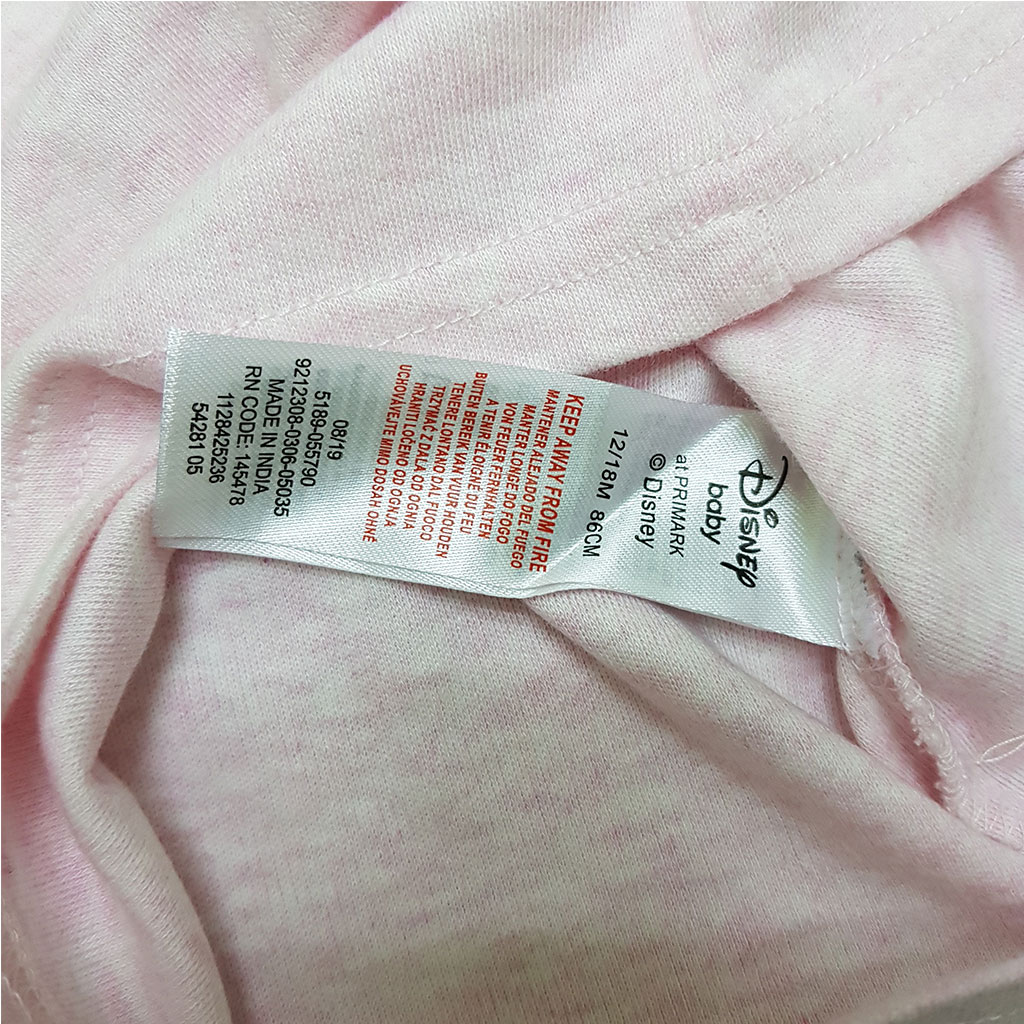 Disney
baby
at PRIMARK
© Disney
12/18M 86CM
KEEP AWAY FROM FIRE
MANTENER ALEJADO DEL FUEGO
MANTER LONGE DO FOGO
VON FEUER FERNHALTEN
A TENIR ÉLOIGNÉ DU FEU
BUITEN BEREIK VAN VUUR HOUDEN
TENERE LONTANO DAL FUOCO
TRZYMAĆ Z DALA OD OGNIA
HRANITI LOČENO OD OGNJA
UCHOVÁVEJTE MIMO DOSAH OHNĚ
08/19
5189-055790
9212308-0306-05035
MADE IN INDIA
RN CODE: 145478
1128425236
54281 05